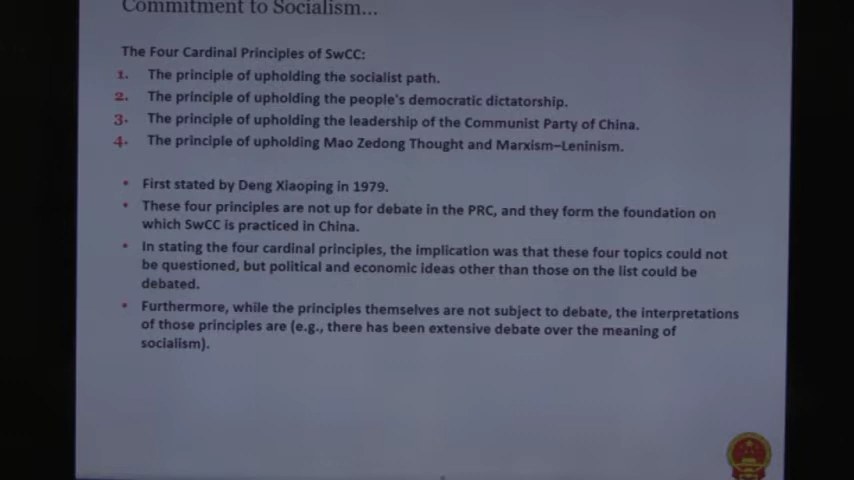 Commitment to Socialism...
The Four Cardinal Principles of SwCC:
1. The principle of upholding the socialist path.
2. The principle of upholding the people's democratic dictatorship.
3. The principle of upholding the leadership of the Communist Party of China.
4. The principle of upholding Mao Zedong Thought and Marxism–Leninism.
• First stated by Deng Xiaoping in 1979.
• These four principles are not up for debate in the PRC, and they form the foundation on
which SwCC is practiced in China.
• In stating the four cardinal principles, the implication was that these four topics could not
be questioned, but political and economic ideas other than those on the list could be
debated.
• Furthermore, while the principles themselves are not subject to debate, the interpretations
of those principles are (e.g., there has been extensive debate over the meaning of
socialism).